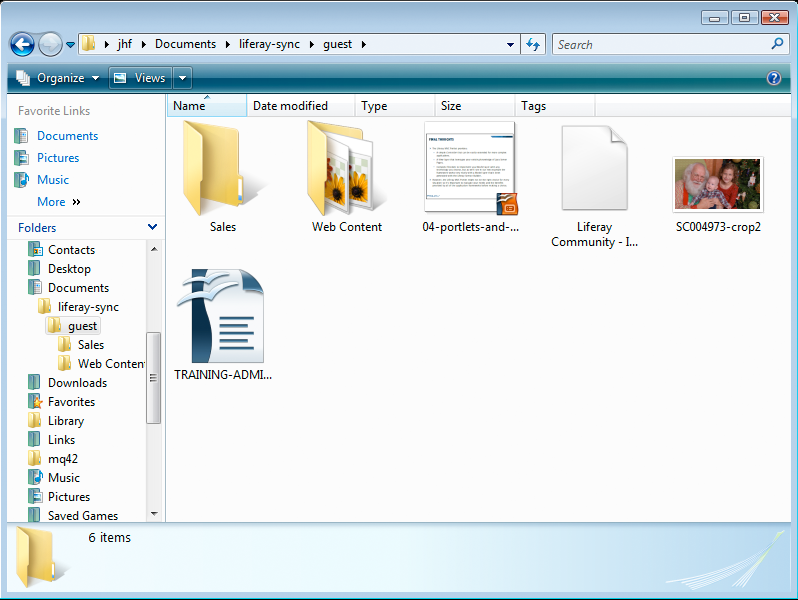 jhf Documents liferay-sync guest
Search
Organize Views
Favorite Links
Documents
Pictures
Music
More »
Folders
Contacts
Desktop
Documents
liferay-sync
guest
Sales
Web Content
Downloads
Favorites
Library
Links
mq42
Music
Pictures
Saved Games
Name Date modified Type Size Tags
Sales
Web Content
FINAL THOUGHTS
04-portlets-and-...
Liferay
Community - I...
SC004973-crop2
TRAINING-ADMI...
6 items